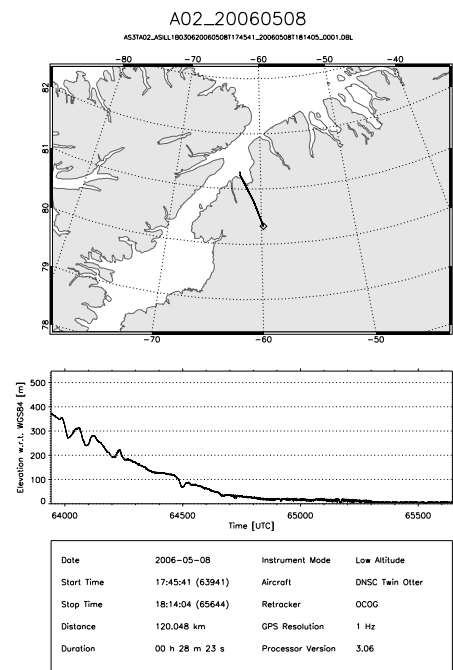 A02_20060508
AS3TA02_ASILL1B030620060508T174541_20060508T181405_0001.DBL
-80 -70 -60 -50 -40
82
81
80
79
78
-70 -60 -50
500
400
300
200
100
0
Elevation w.r.t. WGS84 [m]
64000 64500 65000 65500
Time [UTC]
Date 2006-05-08 Instrument Mode Low Altitude
Start Time 17:45:41 (63941) Aircraft DNSC Twin Otter
Stop Time 18:14:04 (65644) Retracker OCOG
Distance 120.048 km GPS Resolution 1 Hz
Duration 00 h 28 m 23 s Processor Version 3.06